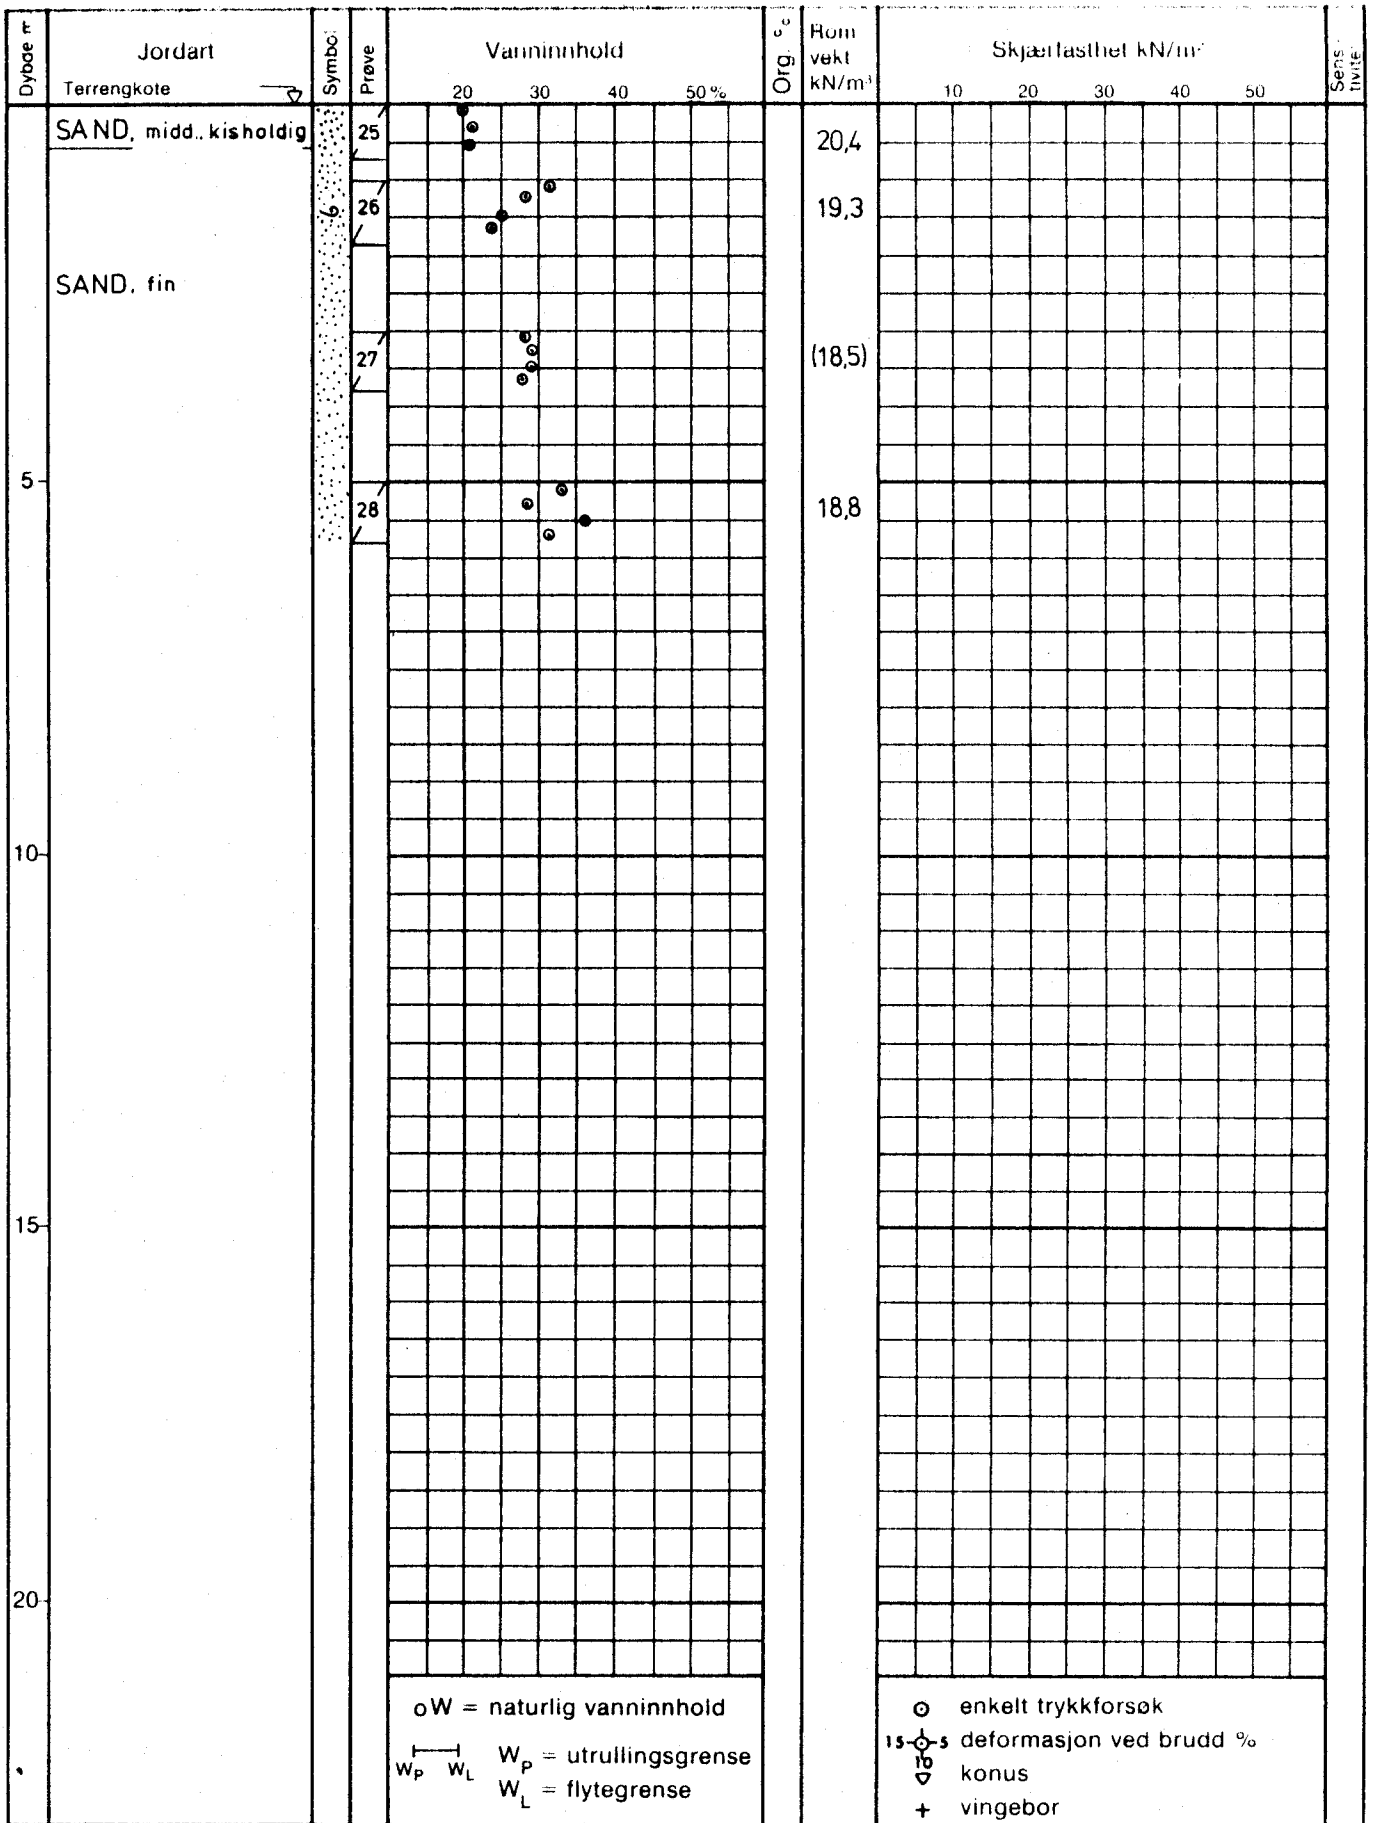 Dybde m
Jordart
Terrengkote
Symbol
Prøve
Vanninnhold
20 30 40 50 %
Org. %
Rom
vekt
kN/m³
Skjærfasthet kN/m²
10 20 30 40 50
Sensi-
tivitet
SAND, midd., kisholdig
25
20,4
6
26
19,3
SAND, fin
27
(18,5)
5
28
18,8
10
15
20
o W = naturlig vanninnhold
WP WL WP = utrullingsgrense
WL = flytegrense
enkelt trykkforsøk
15 5 deformasjon ved brudd %
10
konus
+ vingebor